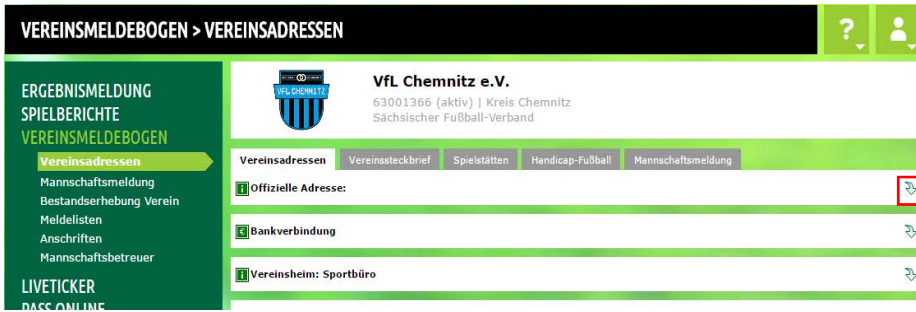 VEREINSMELDEBOGEN > VEREINSADRESSEN
?
ERGEBNISMELDUNG
SPIELBERICHTE
VEREINSMELDEBOGEN
Vereinsadressen
Mannschaftsmeldung
Bestandserhebung Verein
Meldelisten
Anschriften
Mannschaftsbetreuer
LIVETICKER
PASS ONLINE
VFL CHEMNITZ
VfL Chemnitz e.V.
63001366 (aktiv) | Kreis Chemnitz
Sächsischer Fußball-Verband
Vereinsadressen Vereinssteckbrief Spielstätten Handicap-Fußball Mannschaftsmeldung
Offizielle Adresse:
Bankverbindung
Vereinsheim: Sportbüro